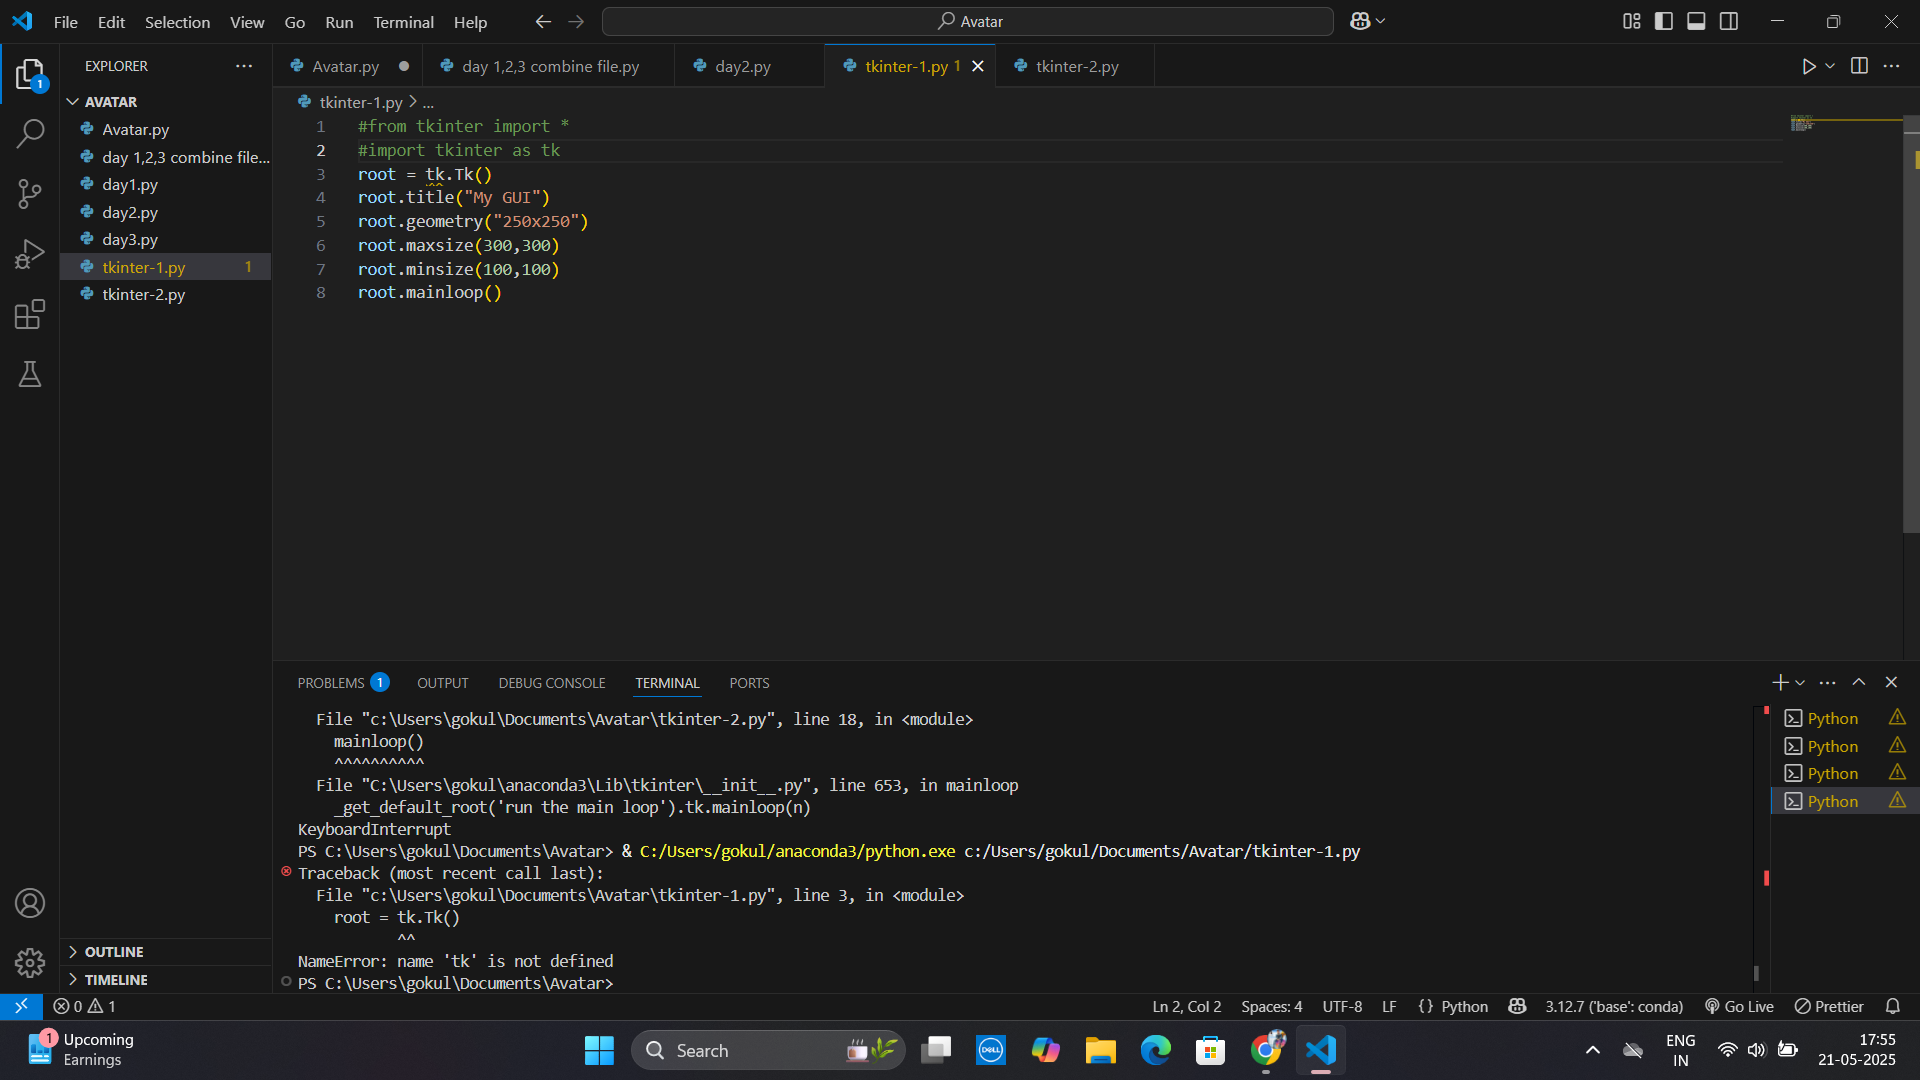 File Edit Selection View Go Run Terminal Help
Avatar
EXPLORER
AVATAR
Avatar.py
day 1,2,3 combine file...
day1.py
day2.py
day3.py
tkinter-1.py 1
tkinter-2.py
OUTLINE
TIMELINE
1
Avatar.py
day 1,2,3 combine file.py
day2.py
tkinter-1.py 1
tkinter-2.py
tkinter-1.py > ...
1 #from tkinter import *
2 #import tkinter as tk
3 root = tk.Tk()
4 root.title("My GUI")
5 root.geometry("250x250")
6 root.maxsize(300,300)
7 root.minsize(100,100)
8 root.mainloop()
PROBLEMS 1 OUTPUT DEBUG CONSOLE TERMINAL PORTS
File "c:\Users\gokul\Documents\Avatar\tkinter-2.py", line 18, in <module>
mainloop()
^^^^^^^^^^
File "C:\Users\gokul\anaconda3\Lib\tkinter\__init__.py", line 653, in mainloop
_get_default_root('run the main loop').tk.mainloop(n)
KeyboardInterrupt
PS C:\Users\gokul\Documents\Avatar> & C:/Users/gokul/anaconda3/python.exe c:/Users/gokul/Documents/Avatar/tkinter-1.py
Traceback (most recent call last):
File "c:\Users\gokul\Documents\Avatar\tkinter-1.py", line 3, in <module>
root = tk.Tk()
^^
NameError: name 'tk' is not defined
PS C:\Users\gokul\Documents\Avatar>
Python
Python
Python
Python
0 1
Ln 2, Col 2 Spaces: 4 UTF-8 LF {} Python 3.12.7 ('base': conda) Go Live Prettier
1
Upcoming
Earnings
Search
DELL
ENG
IN
17:55
21-05-2025